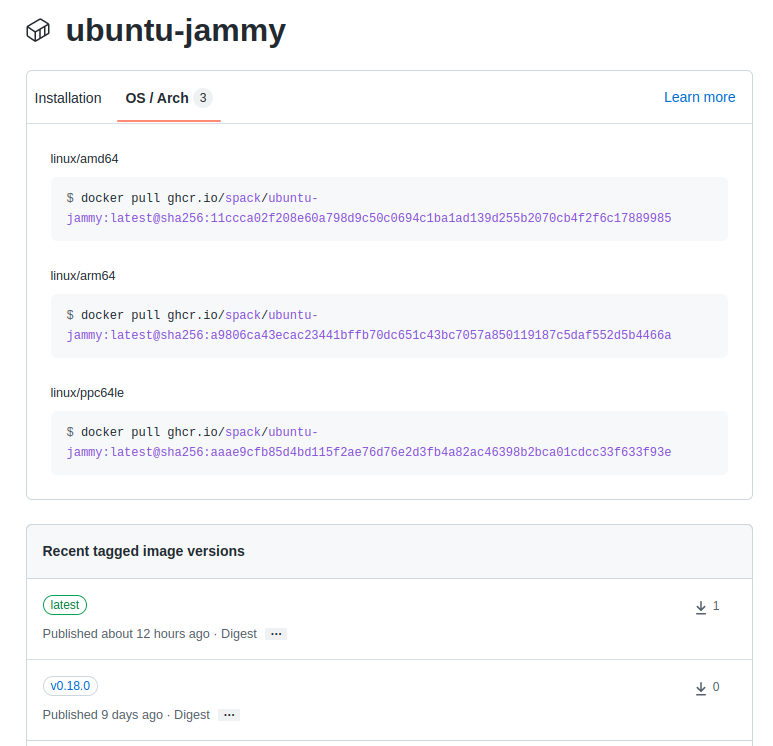 ubuntu-jammy
Installation OS / Arch 3 Learn more
linux/amd64
$ docker pull ghcr.io/spack/ubuntu-
jammy:latest@sha256:11ccca02f208e60a798d9c50c0694c1ba1ad139d255b2070cb4f2f6c17889985
linux/arm64
$ docker pull ghcr.io/spack/ubuntu-
jammy:latest@sha256:a9806ca43ecac23441bffb70dc651c43bc7057a850119187c5daf552d5b4466a
linux/ppc64le
$ docker pull ghcr.io/spack/ubuntu-
jammy:latest@sha256:aaae9cfb85d4bd115f2ae76d76e2d3fb4a82ac46398b2bca01cdcc33f633f93e
Recent tagged image versions
latest 1
Published about 12 hours ago · Digest ···
v0.18.0 0
Published 9 days ago · Digest ···